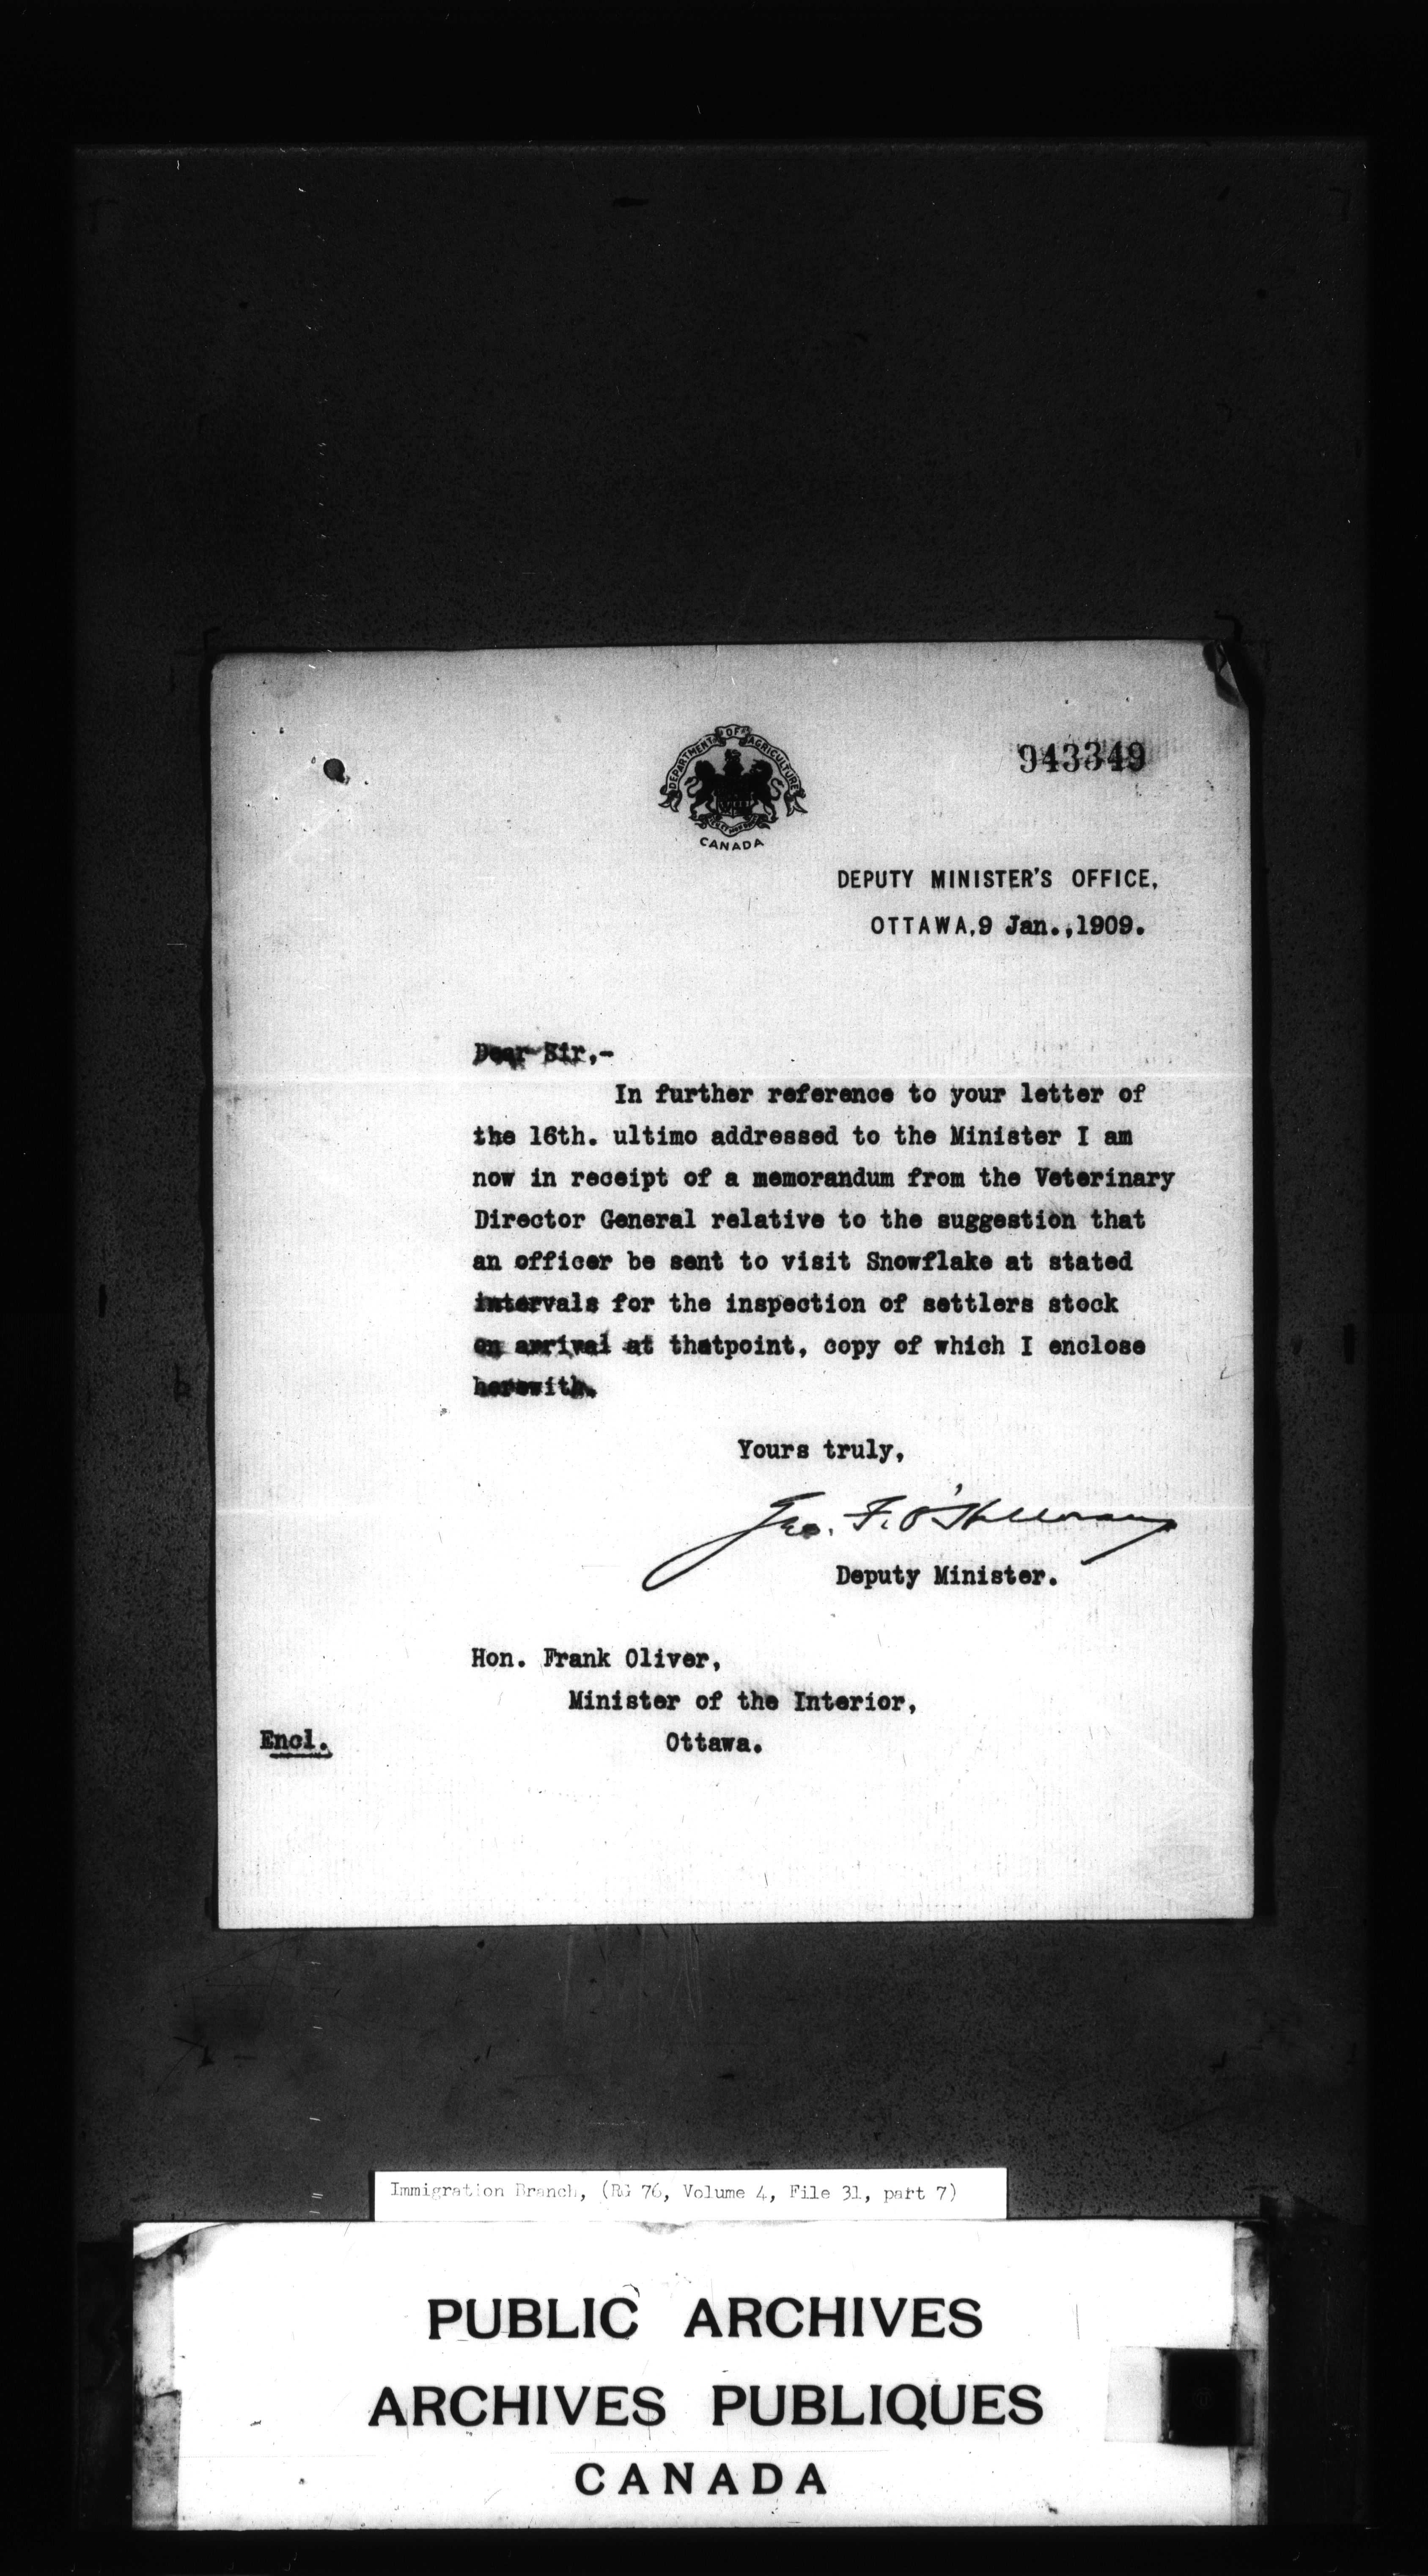 DEPARTMENT OF AGRICULTURE
CANADA
943349
DEPUTY MINISTER'S OFFICE,
OTTAWA, 9 Jan., 1909.
Dear Sir,-
In further reference to your letter of
the 16th. ultimo addressed to the Minister I am
now in receipt of a memorandum from the Veterinary
Director General relative to the suggestion that
an officer be sent to visit Snowflake at stated
intervals for the inspection of settlers stock
on arrival at thatpoint, copy of which I enclose
herewith.
Yours truly,
Geo. F. O'Halloran
Deputy Minister.
Hon. Frank Oliver,
Minister of the Interior,
Ottawa.
Encl.
Immigration Branch, (RG 76, Volume 4, File 31, part 7)
PUBLIC ARCHIVES
ARCHIVES PUBLIQUES
CANADA